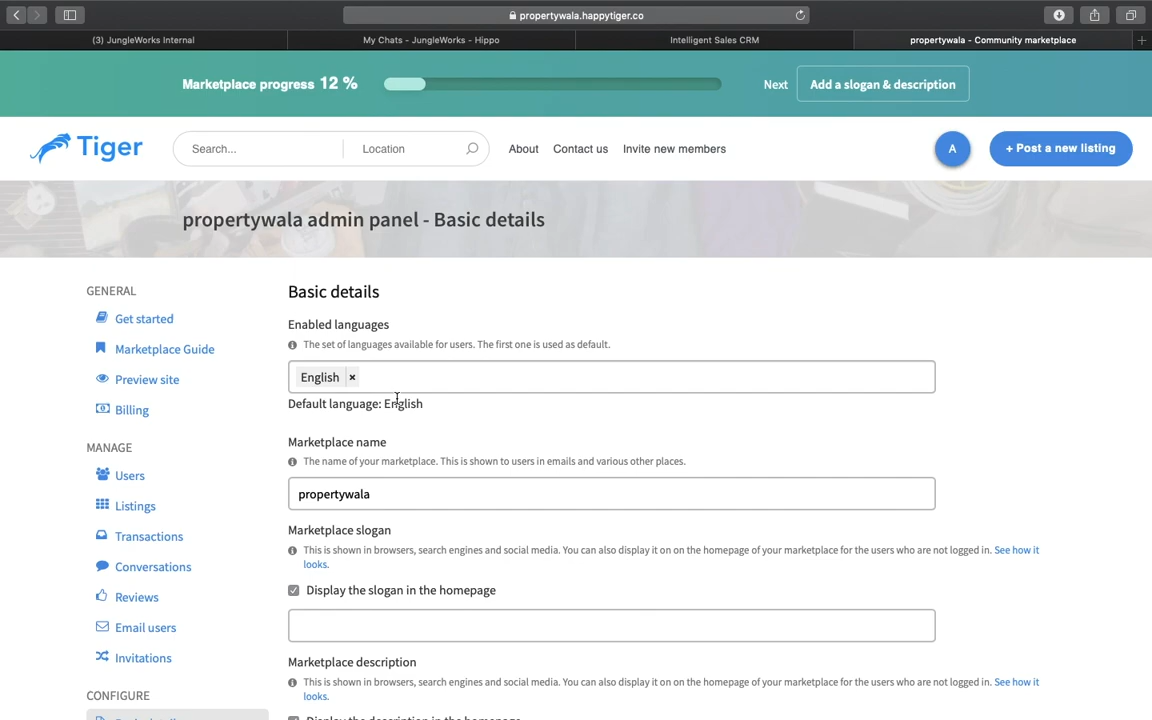 propertywala.happytiger.co
(3) JungleWorks Internal
My Chats - JungleWorks - Hippo
Intelligent Sales CRM
propertywala - Community marketplace
Marketplace progress 12 %
Next
Add a slogan & description
Tiger
Search...
Location
About
Contact us
Invite new members
A
+ Post a new listing
propertywala admin panel - Basic details
GENERAL
Get started
Marketplace Guide
Preview site
Billing
MANAGE
Users
Listings
Transactions
Conversations
Reviews
Email users
Invitations
CONFIGURE
Basic details
Enabled languages
The set of languages available for users. The first one is used as default.
English ×
Default language: English
Marketplace name
The name of your marketplace. This is shown to users in emails and various other places.
propertywala
Marketplace slogan
This is shown in browsers, search engines and social media. You can also display it on on the homepage of your marketplace for the users who are not logged in. See how it
looks.
Display the slogan in the homepage
Marketplace description
This is shown in browsers, search engines and social media. You can also display it on on the homepage of your marketplace for the users who are not logged in. See how it
looks.
Display the description in the homepage